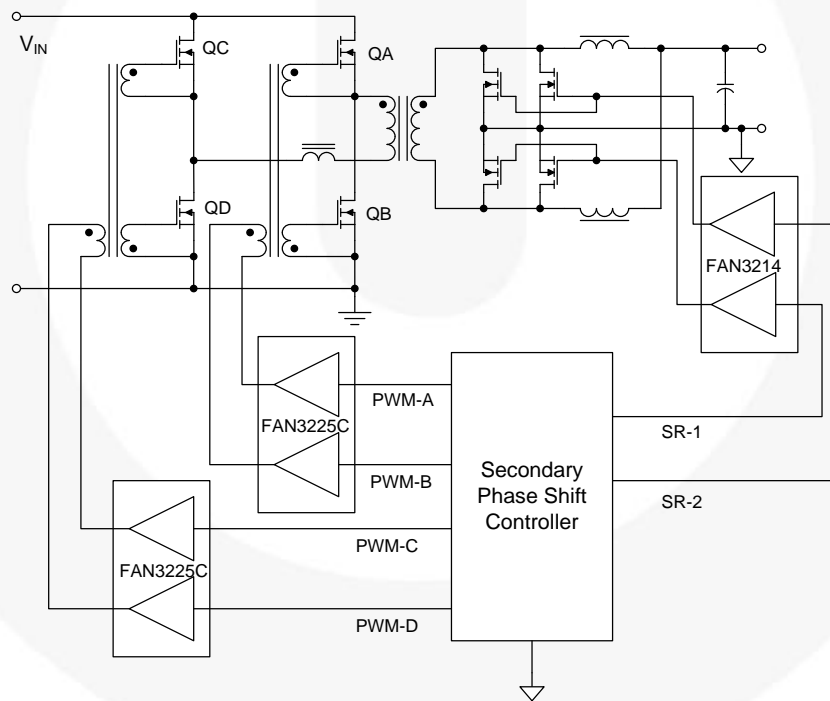 V_IN
QC
QA
QD
QB
FAN3214
FAN3225C
PWM-A
PWM-B
SR-1
SR-2
Secondary
Phase Shift
Controller
FAN3225C
PWM-C
PWM-D